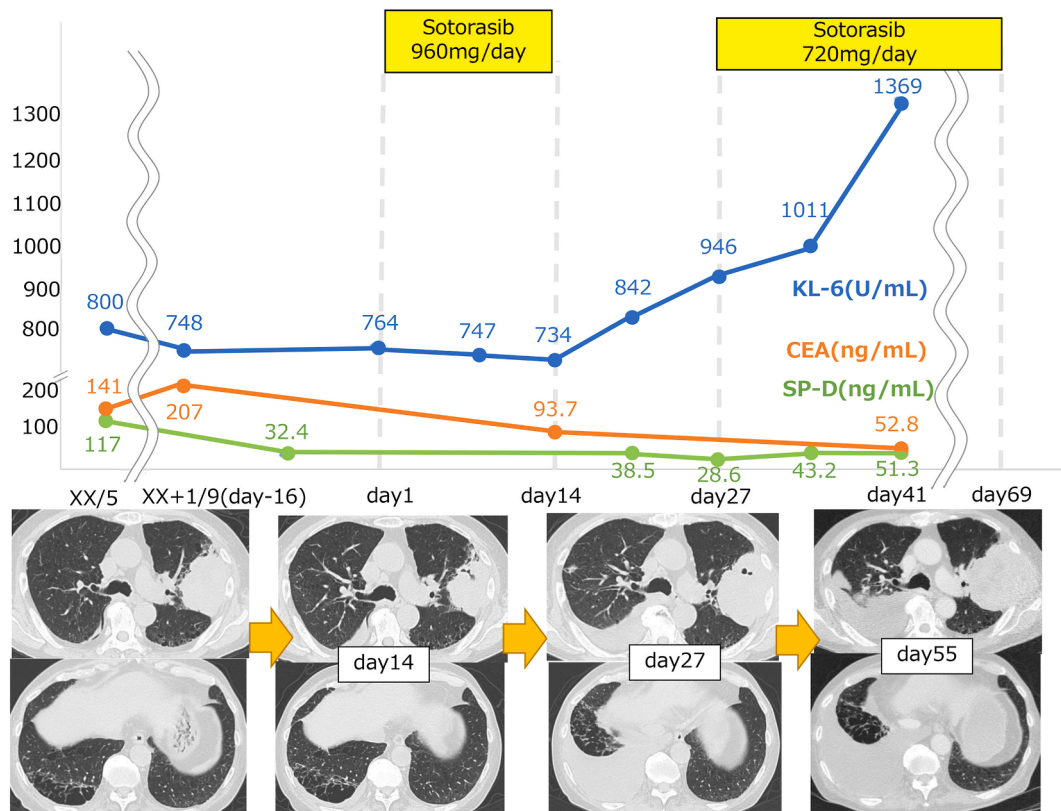 Sotorasib
960mg/day
Sotorasib
720mg/day
1300
1200
1100
1000
900
800
200
100
800
748
764
747
734
842
946
1011
1369
KL-6(U/mL)
CEA(ng/mL)
SP-D(ng/mL)
141
207
93.7
52.8
117
32.4
38.5
28.6
43.2
51.3
XX/5
XX+1/9(day-16)
day1
day14
day27
day41
day69
day14
day27
day55